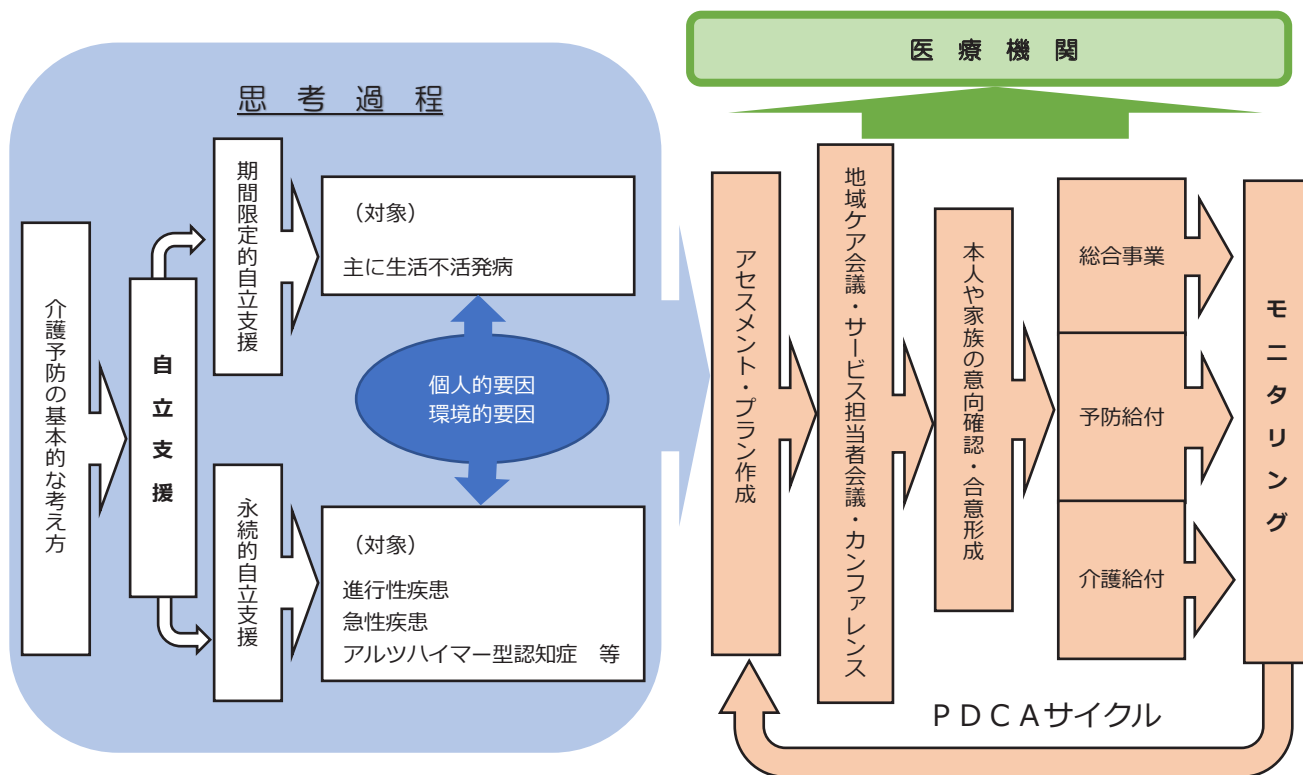 医療機関
思考過程
介護予防の基本的な考え方
自立支援
期間限定的自立支援
(対象)
主に生活不活発病
個人的要因
環境的要因
永続的自立支援
(対象)
進行性疾患
急性疾患
アルツハイマー型認知症　等
アセスメント・プラン作成
地域ケア会議・サービス担当者会議・カンファレンス
本人や家族の意向確認・合意形成
総合事業
予防給付
介護給付
モニタリング
ＰＤＣＡサイクル